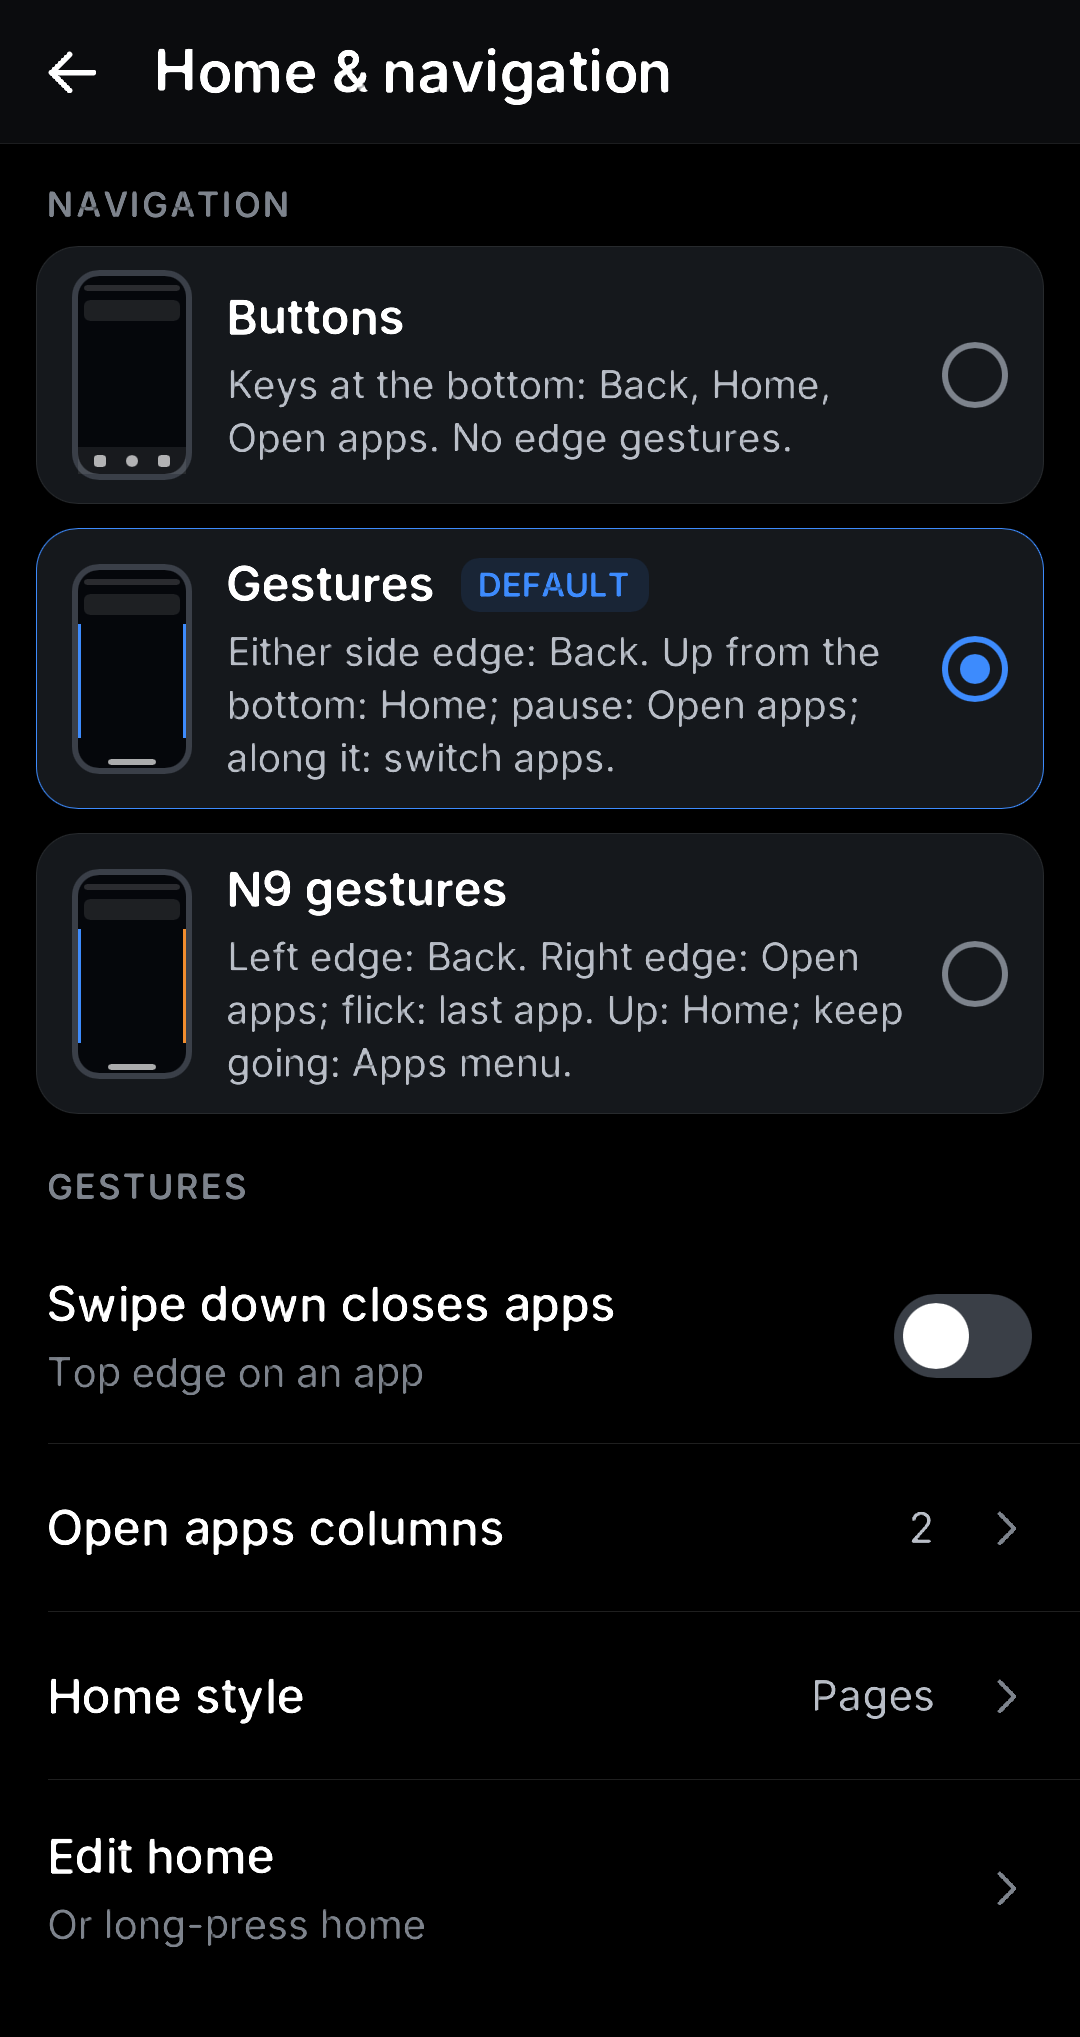 Home & navigation
NAVIGATION
Buttons
Keys at the bottom: Back, Home,
Open apps. No edge gestures.
Gestures DEFAULT
Either side edge: Back. Up from the
bottom: Home; pause: Open apps;
along it: switch apps.
N9 gestures
Left edge: Back. Right edge: Open
apps; flick: last app. Up: Home; keep
going: Apps menu.
GESTURES
Swipe down closes apps
Top edge on an app
Open apps columns 2
Home style Pages
Edit home
Or long-press home